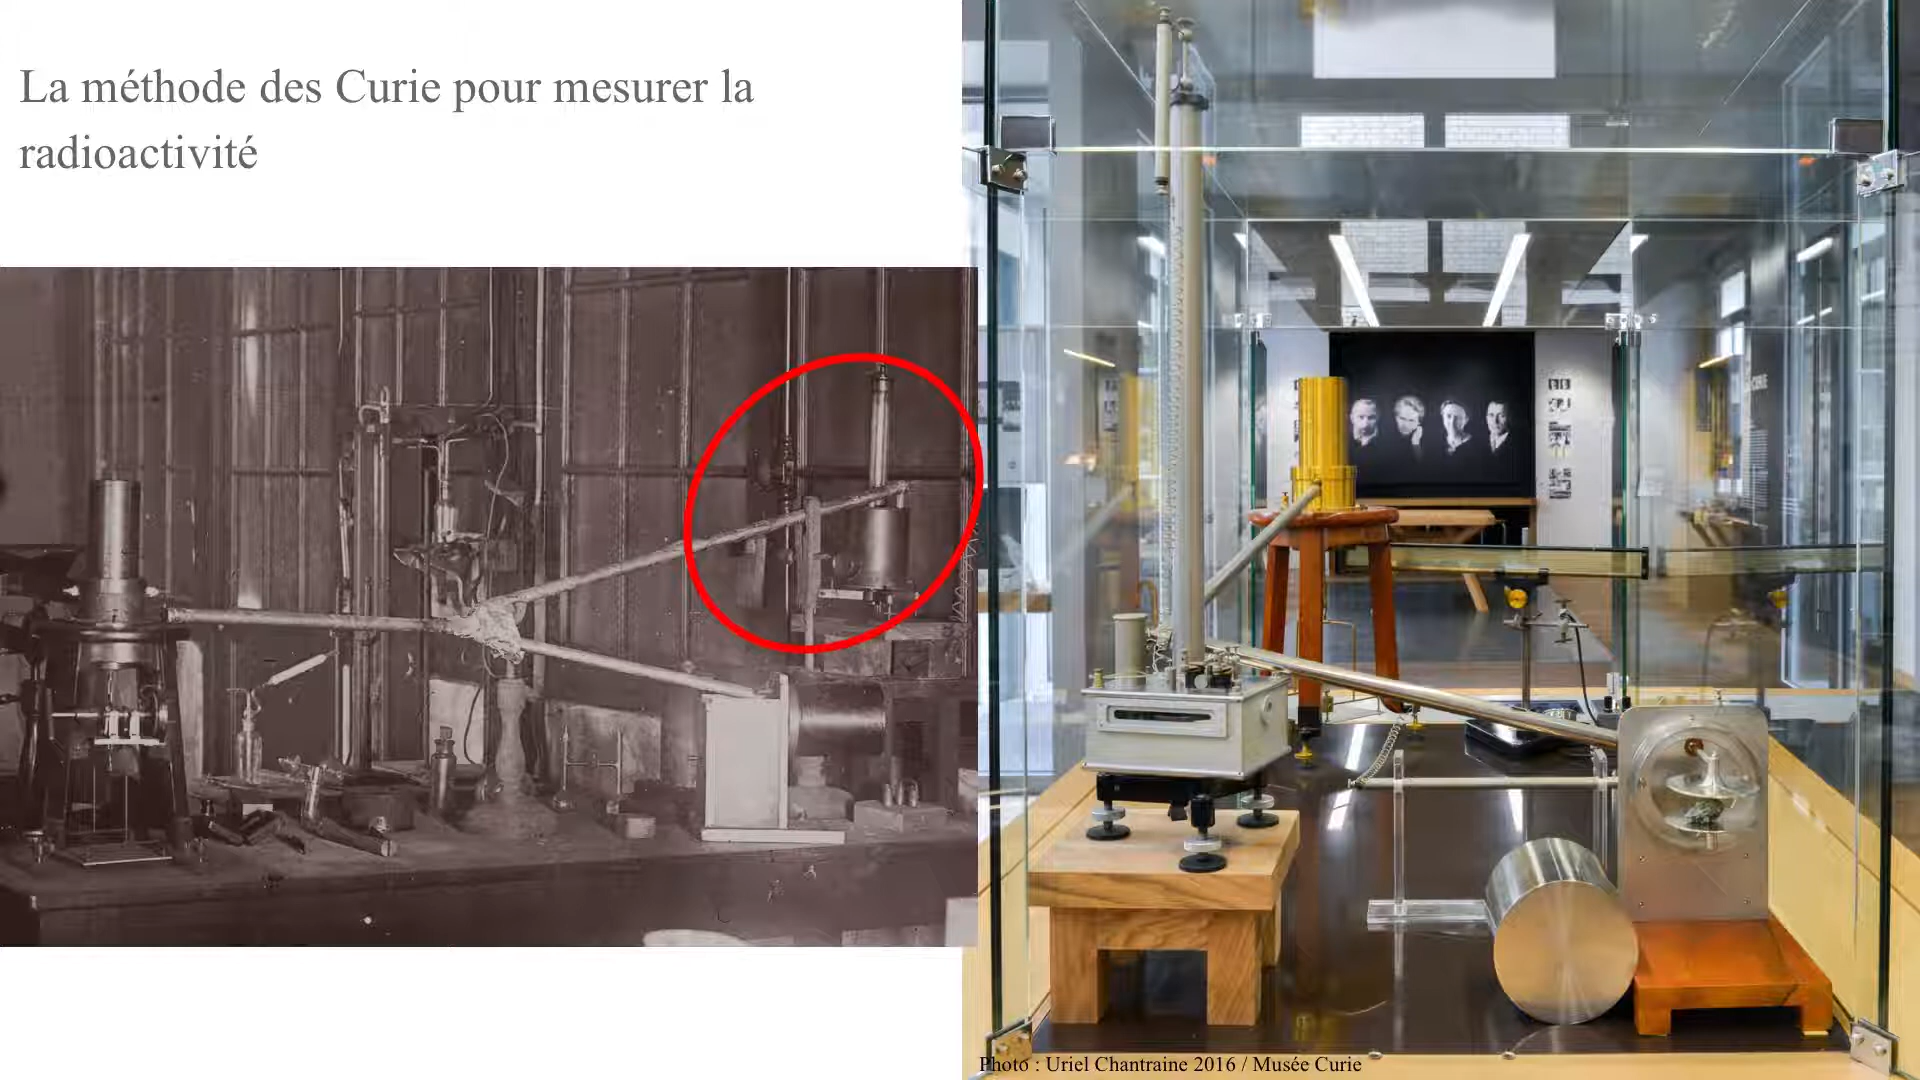 La méthode des Curie pour mesurer la
radioactivité
Photo : Uriel Chantraine 2016 / Musée Curie